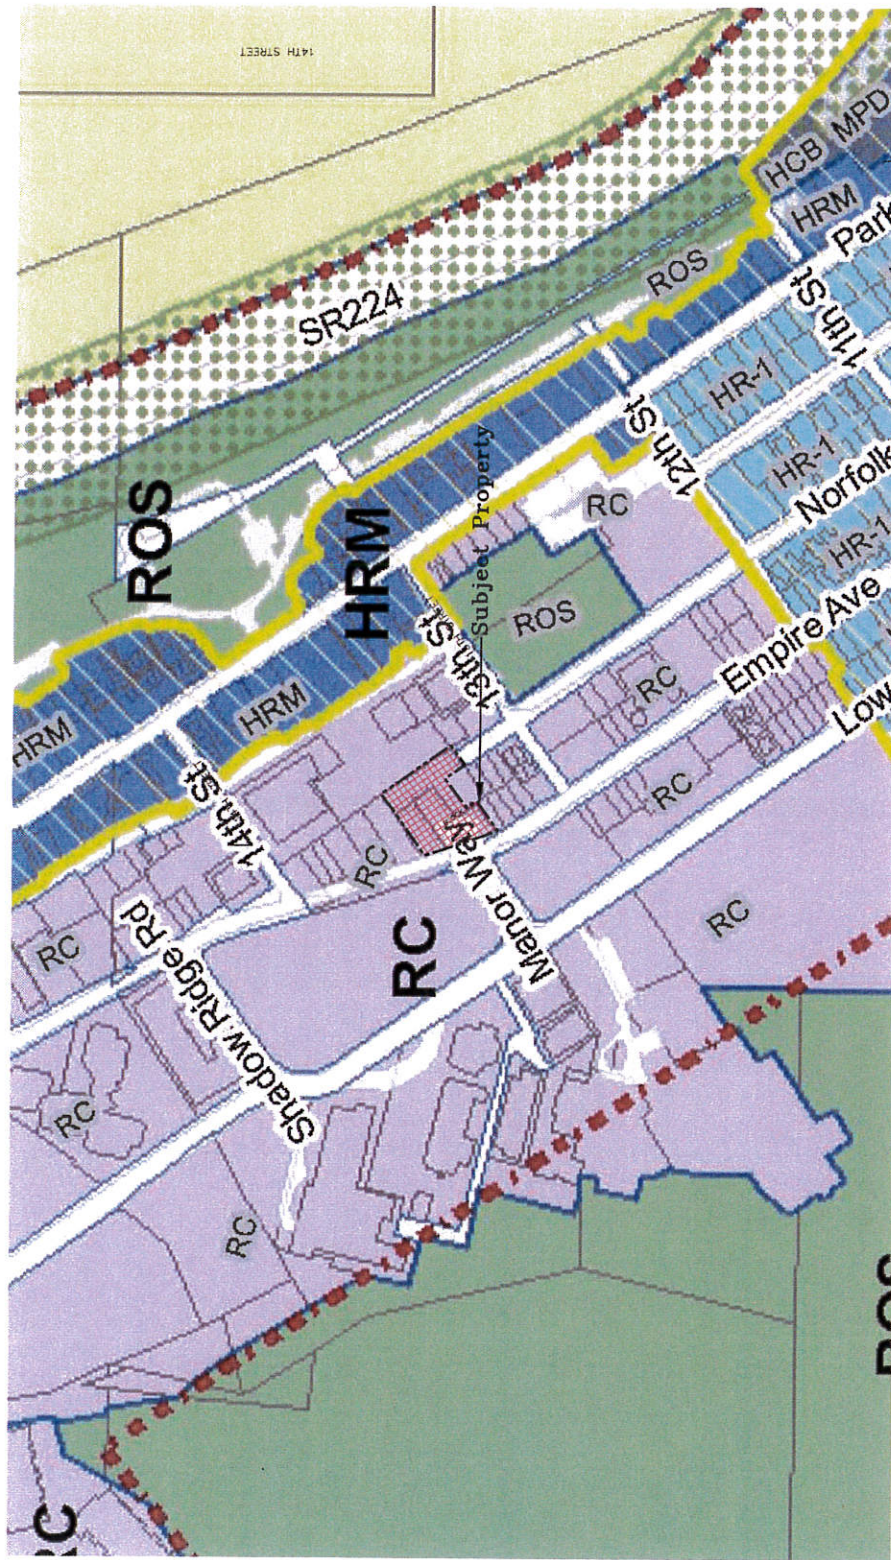 14TH STREET
SR224
ROS
HCB
MPD
HRM
Park
ROS
HRM
11th St
HR-1
12th St
HR-1
HR-1
Norfolk
Empire Ave
Low
RC
ROS
Subject Property
13th St
HRM
HRM
14th St
RC
RC
RC
RC
Manor Way
RC
RC
Shadow Ridge Rd
RC
RC
RC
ROS